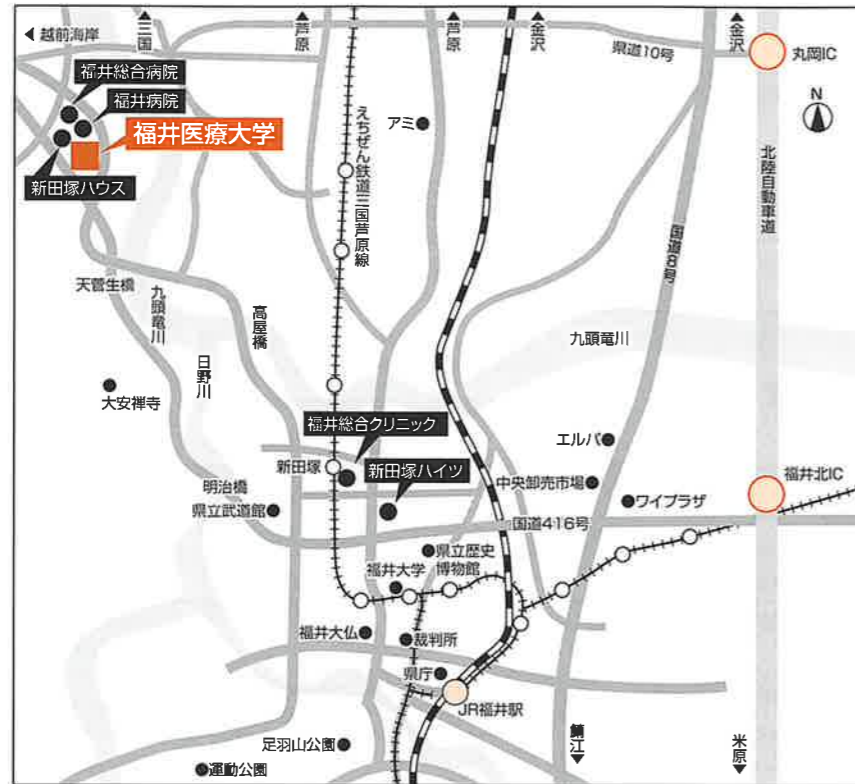 越前海岸
三国
芦原
芦原
金沢
金沢
県道10号
丸岡IC
福井総合病院
福井病院
福井医療大学
新田塚ハウス
アミ
N
えちぜん鉄道三国芦原線
北陸自動車道
国道8号
天菅生橋
九頭竜川
高屋橋
日野川
九頭竜川
大安禅寺
福井総合クリニック
エルパ
新田塚
新田塚ハイツ
中央卸売市場
福井北IC
明治橋
県立武道館
ワイプラザ
国道416号
県立歴史
博物館
福井大学
福井大仏
裁判所
県庁
JR福井駅
足羽山公園
鯖江
米原
運動公園